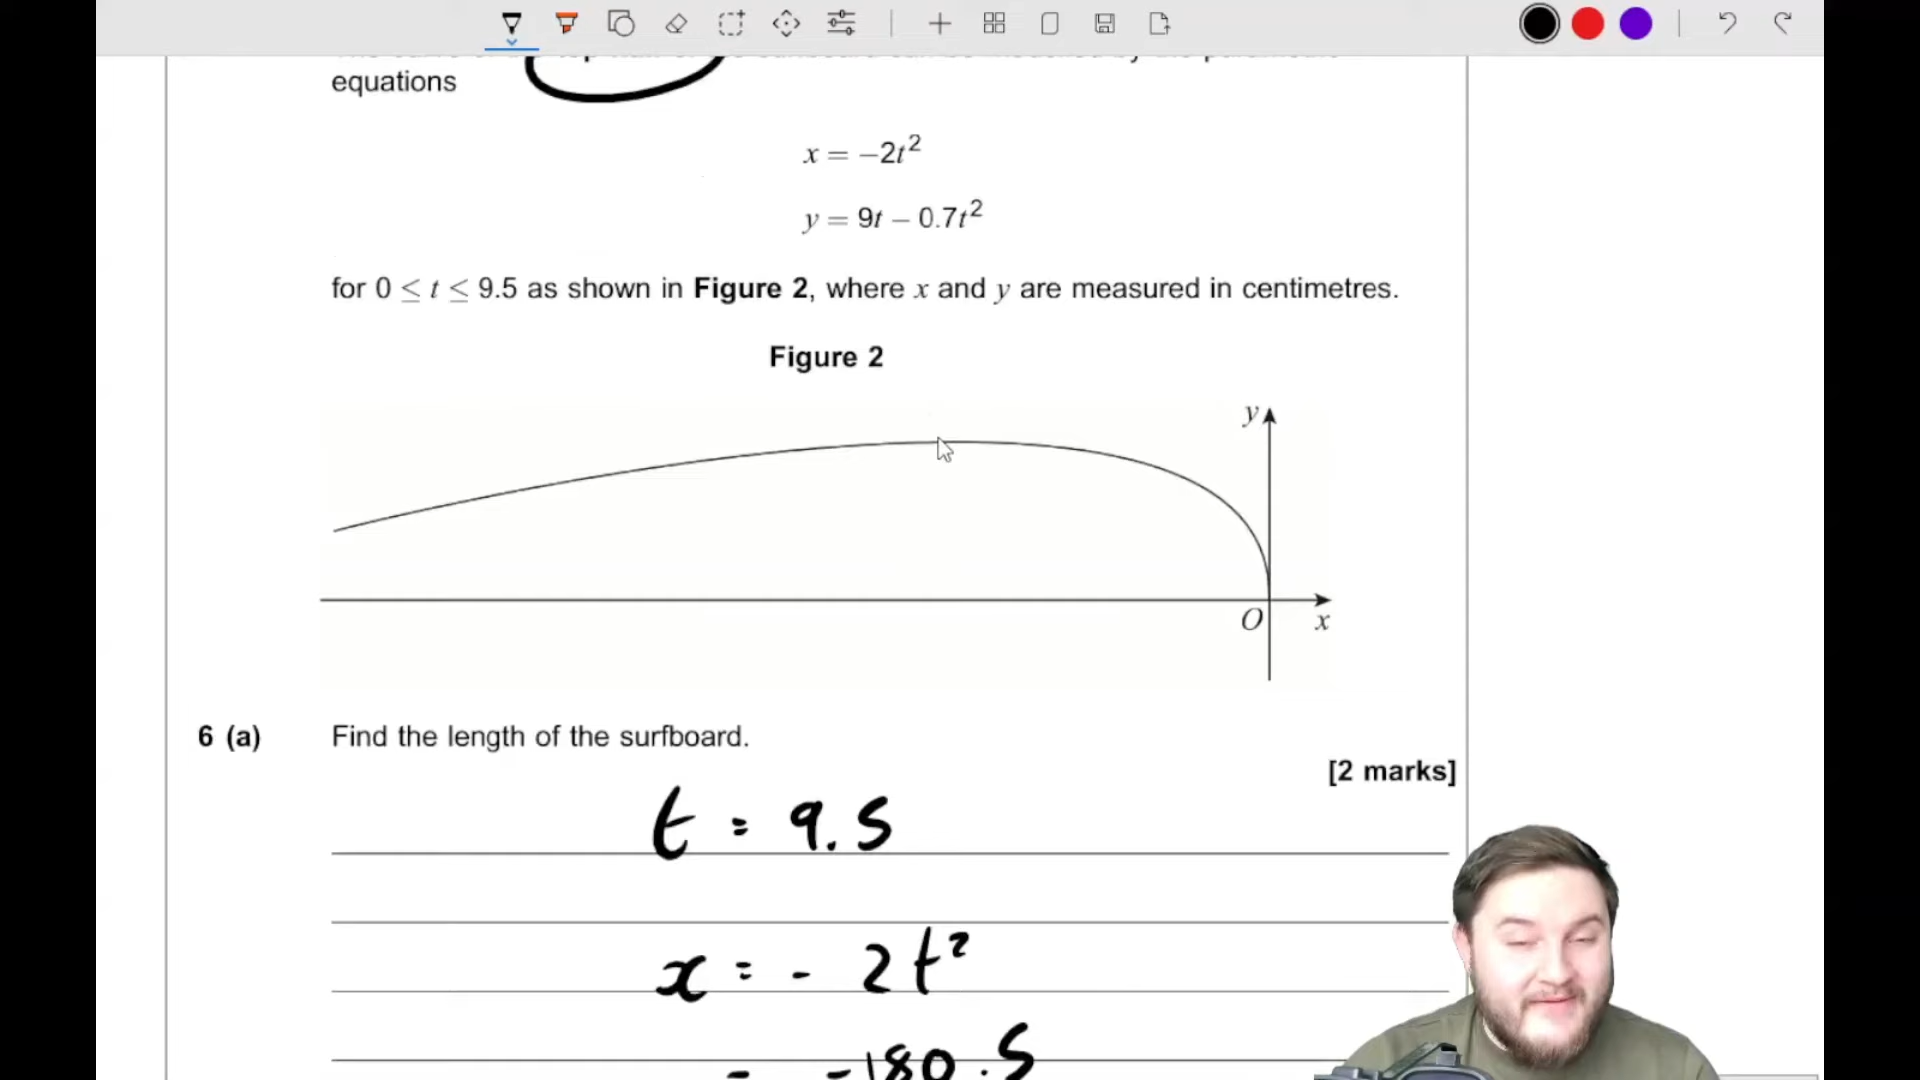 equations
x = −2t²
y = 9t − 0.7t²
for 0 ≤ t ≤ 9.5 as shown in Figure 2, where x and y are measured in centimetres.
Figure 2
y
O
x
6 (a) Find the length of the surfboard.
[2 marks]
t = 9.5
x = - 2t²
= -180.5